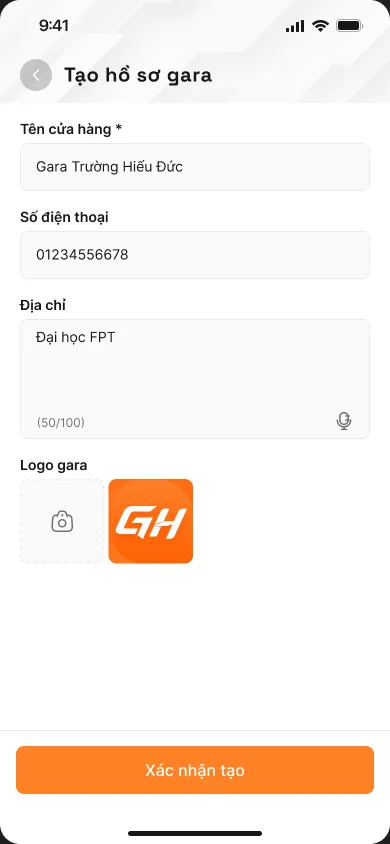 9:41
Tạo hồ sơ gara
Tên cửa hàng *
Gara Trường Hiếu Đức
Số điện thoại
01234556678
Địa chỉ
Đại học FPT
(50/100)
Logo gara
GH
Xác nhận tạo